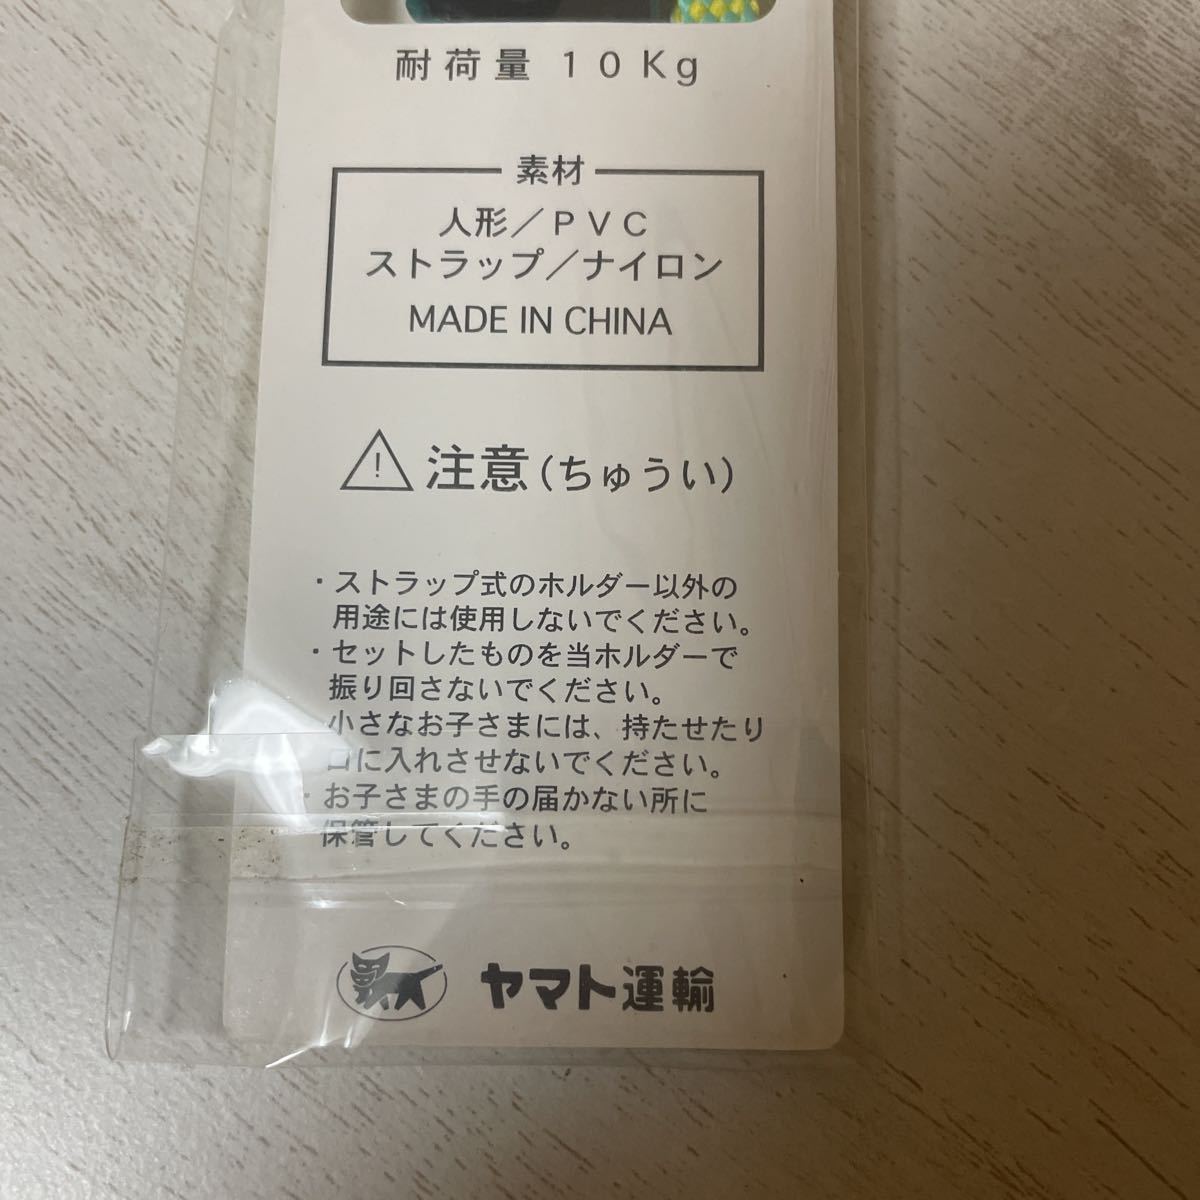 耐荷量 10Kg
素材
人形／PVC
ストラップ／ナイロン
MADE IN CHINA
注意(ちゅうい)
・ストラップ式のホルダー以外の
用途には使用しないでください。
・セットしたものを当ホルダーで
振り回さないでください。
小さなお子さまには、持たせたり
口に入れさせないでください。
・お子さまの手の届かない所に
保管してください。
ヤマト運輸